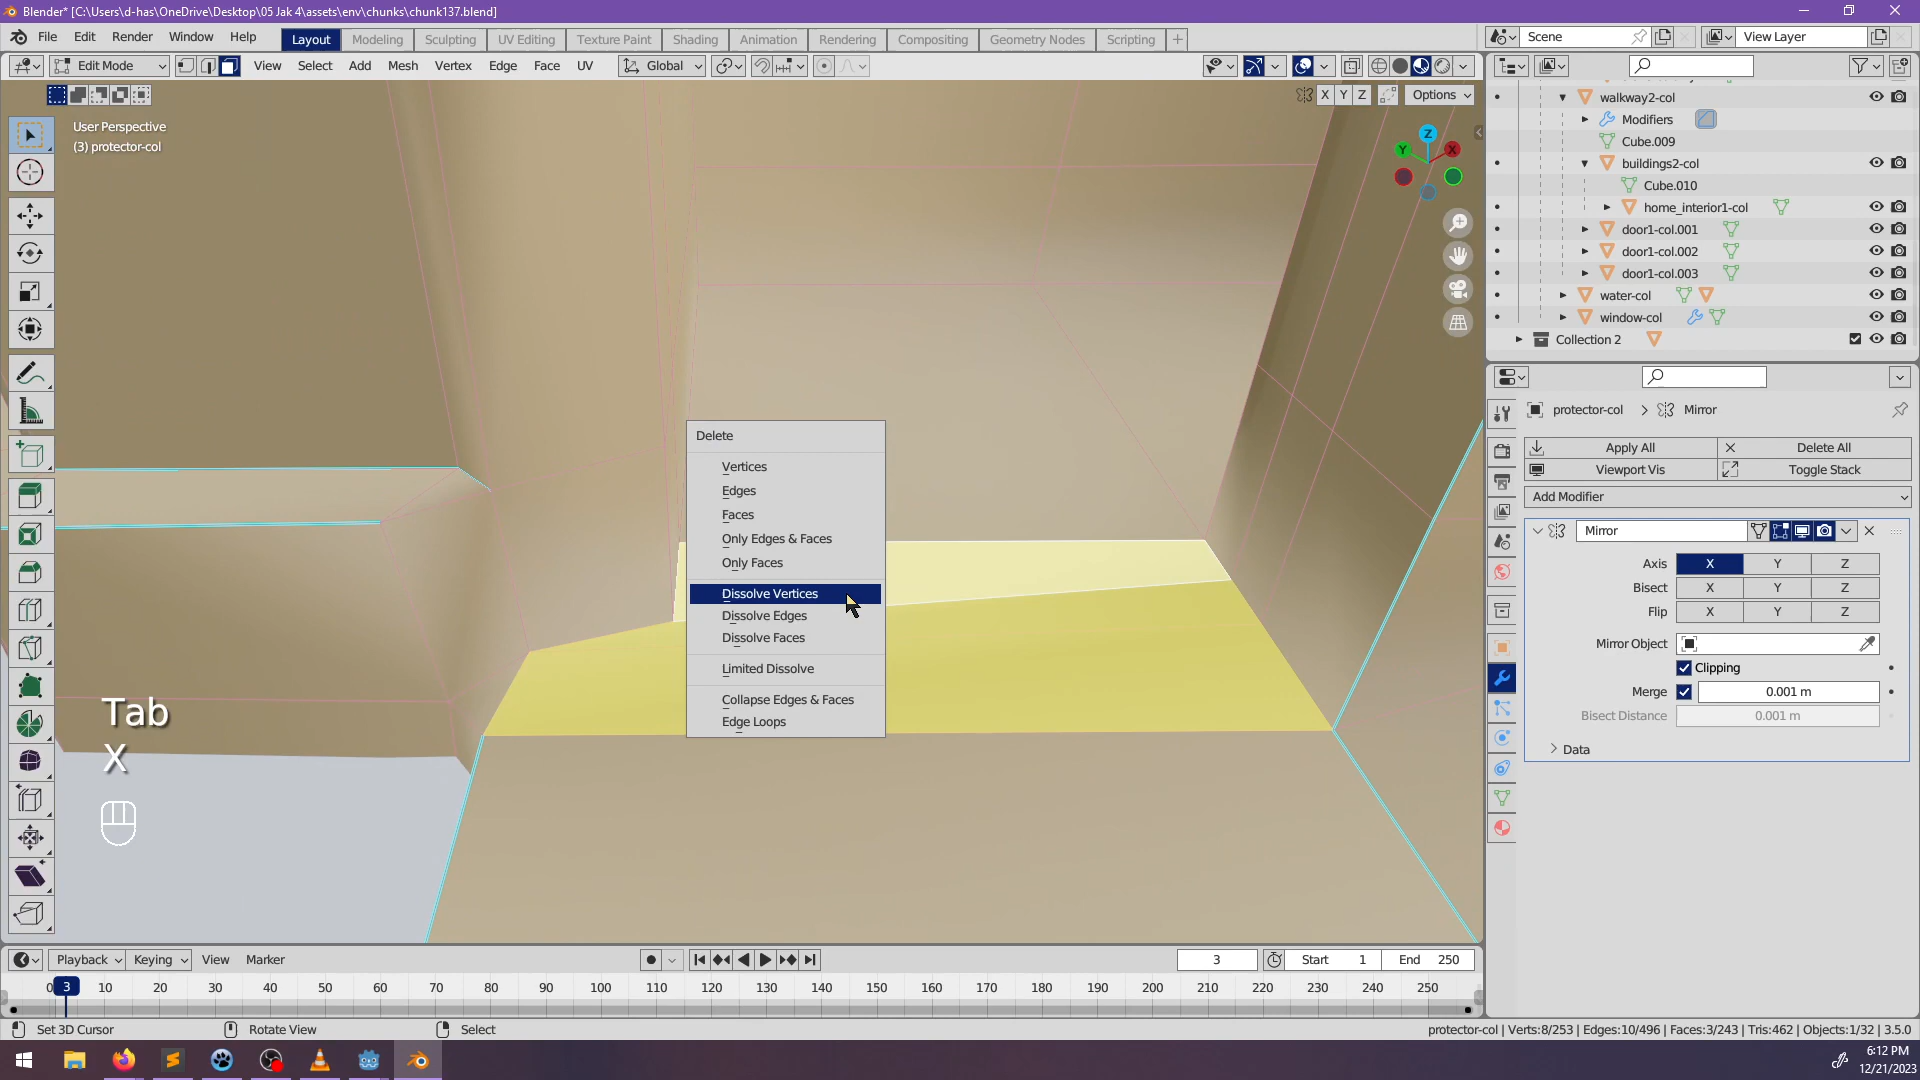 Blender* [C:\Users\d-has\OneDrive\Desktop\05 Jak 4\assets\env\chunks\chunk137.blend]
File Edit Render Window Help Layout Modeling Sculpting UV Editing Texture Paint Shading Animation Rendering Compositing Geometry Nodes Scripting + Scene View Layer
Edit Mode View Select Add Mesh Vertex Edge Face UV Global
X Y Z Options
User Perspective
(3) protector-col
Z
Y X
walkway2-col
Modifiers
Cube.009
buildings2-col
Cube.010
home_interior1-col
door1-col.001
door1-col.002
door1-col.003
water-col
window-col
Collection 2
Delete
Vertices
Edges
Faces
Only Edges & Faces
Only Faces
Dissolve Vertices
Dissolve Edges
Dissolve Faces
Limited Dissolve
Collapse Edges & Faces
Edge Loops
Tab
X
protector-col > Mirror
Apply All Delete All
Viewport Vis Toggle Stack
Add Modifier
Mirror
Axis X Y Z
Bisect X Y Z
Flip X Y Z
Mirror Object
Clipping
Merge 0.001 m
Bisect Distance 0.001 m
Data
Playback Keying View Marker 3 Start 1 End 250
0 3 10 20 30 40 50 60 70 80 90 100 110 120 130 140 150 160 170 180 190 200 210 220 230 240 250
Set 3D Cursor Rotate View Select
protector-col | Verts:8/253 | Edges:10/496 | Faces:3/243 | Tris:462 | Objects:1/32 | 3.5.0
6:12 PM
12/21/2023